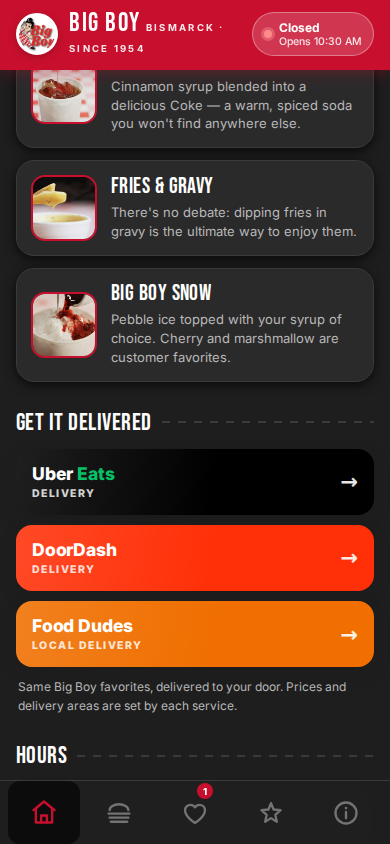 Big Boy
BIG BOY BISMARCK ·
SINCE 1954
Closed
Opens 10:30 AM
Cinnamon syrup blended into a
delicious Coke — a warm, spiced soda
you won't find anywhere else.
FRIES & GRAVY
There's no debate: dipping fries in
gravy is the ultimate way to enjoy them.
BIG BOY SNOW
Pebble ice topped with your syrup of
choice. Cherry and marshmallow are
customer favorites.
GET IT DELIVERED
Uber Eats
DELIVERY
→
DoorDash
DELIVERY
→
Food Dudes
LOCAL DELIVERY
→
Same Big Boy favorites, delivered to your door. Prices and
delivery areas are set by each service.
HOURS
1